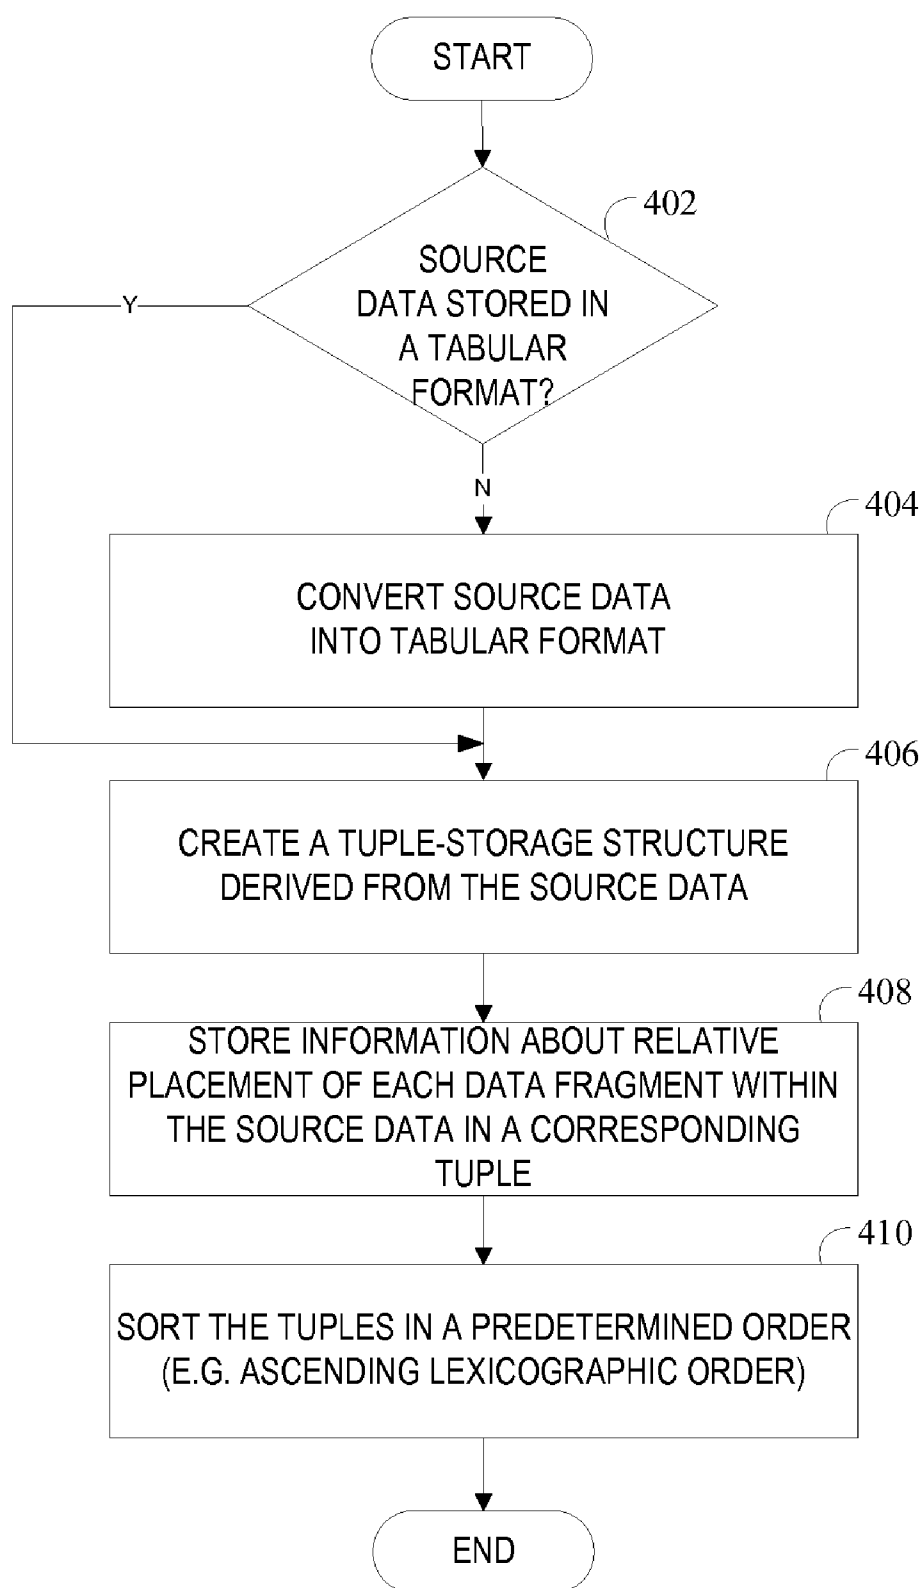 START
402
SOURCE
DATA STORED IN
A TABULAR
FORMAT?
Y
N
404
CONVERT SOURCE DATA
INTO TABULAR FORMAT
406
CREATE A TUPLE-STORAGE STRUCTURE
DERIVED FROM THE SOURCE DATA
408
STORE INFORMATION ABOUT RELATIVE
PLACEMENT OF EACH DATA FRAGMENT WITHIN
THE SOURCE DATA IN A CORRESPONDING
TUPLE
410
SORT THE TUPLES IN A PREDETERMINED ORDER
(E.G. ASCENDING LEXICOGRAPHIC ORDER)
END